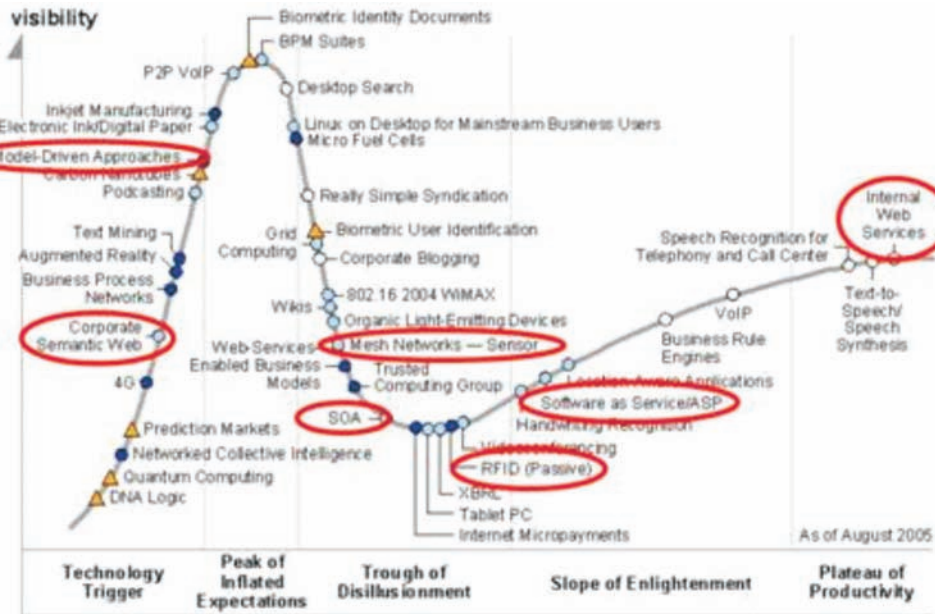 visibility
Biometric Identity Documents
BPM Suites
P2P VoIP
Desktop Search
Inkjet Manufacturing
Electronic Ink/Digital Paper
Linux on Desktop for Mainstream Business Users
Micro Fuel Cells
Model-Driven Approaches
Carbon Nanotubes
Podcasting
Really Simple Syndication
Text Mining
Augmented Reality
Business Process
Networks
Biometric User Identification
Grid
Computing
Corporate Blogging
Internal
Web
Services
Speech Recognition for
Telephony and Call Center
Corporate
Semantic Web
Wikis
802.16 2004 WiMAX
Organic Light-Emitting Devices
Web-Services
Enabled Business
Models
Mesh Networks — Sensor
Trusted
Computing Group
VoIP
Business Rule
Engines
Text-to-
Speech/
Speech
Synthesis
4G
SOA
Location-Aware Applications
Software as Service/ASP
Handwriting Recognition
Prediction Markets
Networked Collective Intelligence
Quantum Computing
DNA Logic
Videoconferencing
RFID (Passive)
XBRL
Tablet PC
Internet Micropayments
As of August 2005
Technology
Trigger
Peak of
Inflated
Expectations
Trough of
Disillusionment
Slope of Enlightenment
Plateau of
Productivity